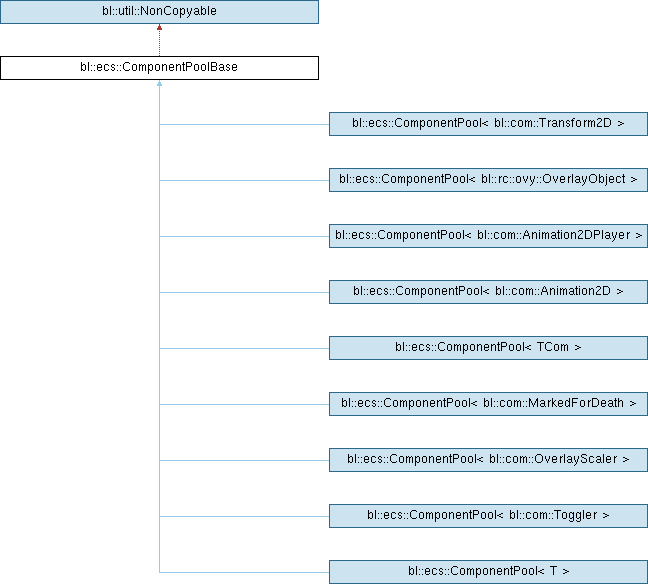 bl::util::NonCopyable
bl::ecs::ComponentPoolBase
bl::ecs::ComponentPool< bl::com::Transform2D >
bl::ecs::ComponentPool< bl::rc::ovy::OverlayObject >
bl::ecs::ComponentPool< bl::com::Animation2DPlayer >
bl::ecs::ComponentPool< bl::com::Animation2D >
bl::ecs::ComponentPool< TCom >
bl::ecs::ComponentPool< bl::com::MarkedForDeath >
bl::ecs::ComponentPool< bl::com::OverlayScaler >
bl::ecs::ComponentPool< bl::com::Toggler >
bl::ecs::ComponentPool< T >